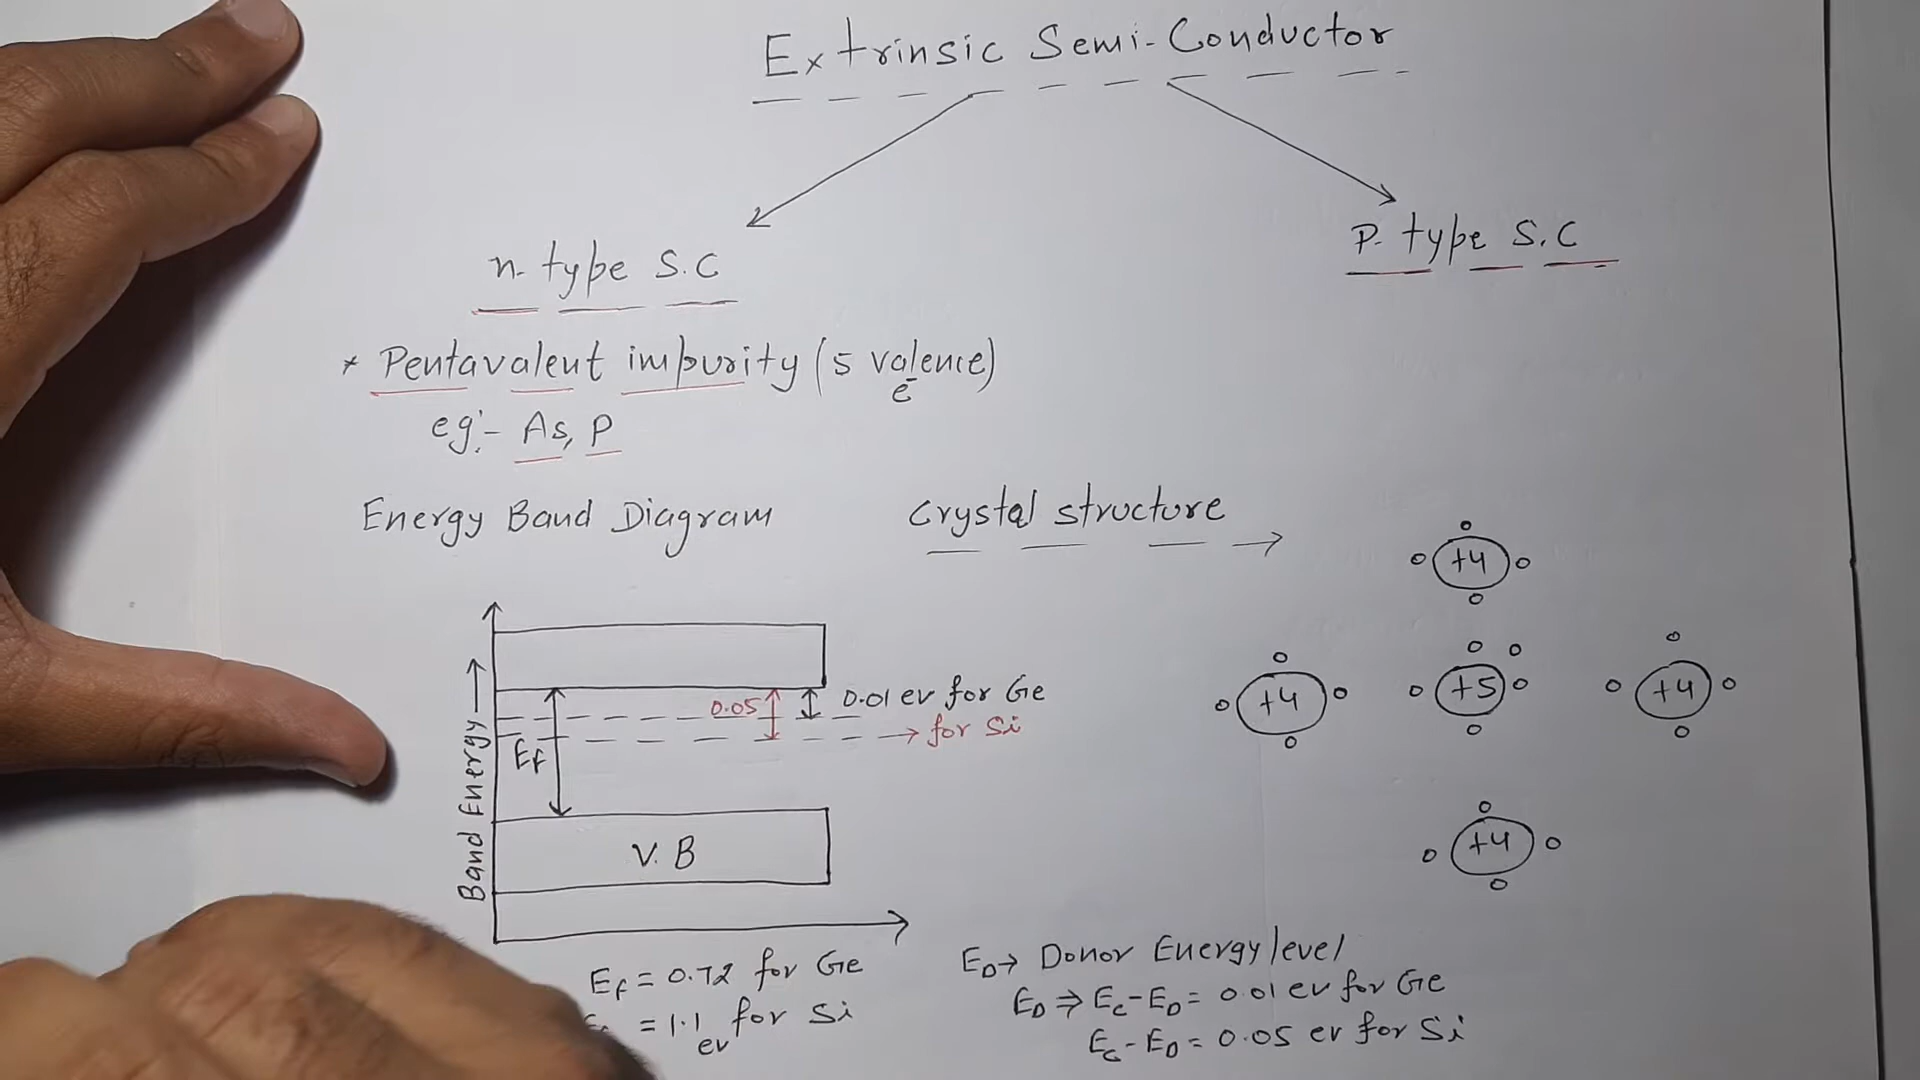 Extrinsic Semi-Conductor
n-type S.C
P-type S.C
* Pentavalent impurity (5 valence)
e⁻
eg:- As, P
Energy Band Diagram
Crystal structure →
+4
+4
+5
+4
+4
Band Energy →
0.05
0.01 ev for Ge
→ for Si
Ef
V.B
Ef = 0.72 for Ge
= 1.1 for Si
ev
ED → Donor Energy level
ED ⇒ Ec-ED = 0.01 ev for Ge
Ec-ED = 0.05 ev for Si